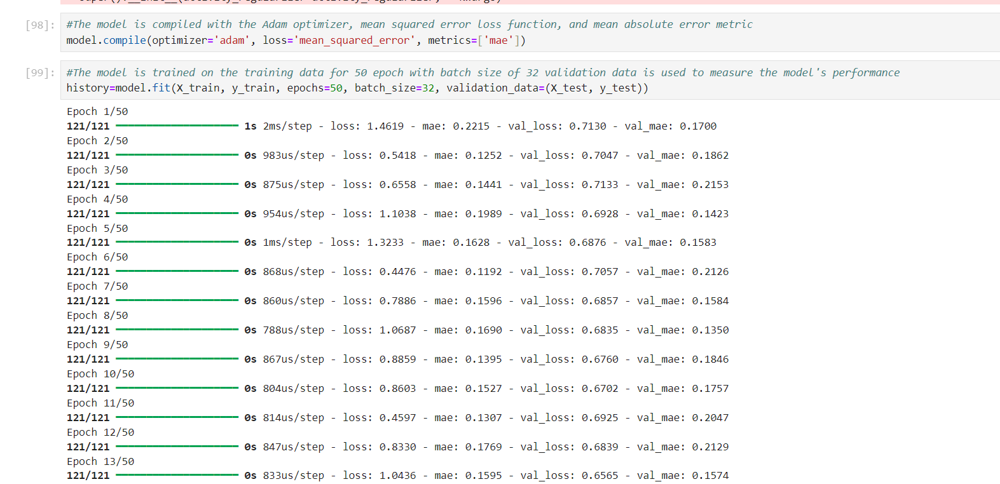 super().__init__(activity_regularizer=activity_regularizer, **kwargs)
[98]: #The model is compiled with the Adam optimizer, mean squared error loss function, and mean absolute error metric
model.compile(optimizer='adam', loss='mean_squared_error', metrics=['mae'])
[99]: #The model is trained on the training data for 50 epoch with batch size of 32 validation data is used to measure the model's performance
history=model.fit(X_train, y_train, epochs=50, batch_size=32, validation_data=(X_test, y_test))
Epoch 1/50
121/121 1s 2ms/step - loss: 1.4619 - mae: 0.2215 - val_loss: 0.7130 - val_mae: 0.1700
Epoch 2/50
121/121 0s 983us/step - loss: 0.5418 - mae: 0.1252 - val_loss: 0.7047 - val_mae: 0.1862
Epoch 3/50
121/121 0s 875us/step - loss: 0.6558 - mae: 0.1441 - val_loss: 0.7133 - val_mae: 0.2153
Epoch 4/50
121/121 0s 954us/step - loss: 1.1038 - mae: 0.1989 - val_loss: 0.6928 - val_mae: 0.1423
Epoch 5/50
121/121 0s 1ms/step - loss: 1.3233 - mae: 0.1628 - val_loss: 0.6876 - val_mae: 0.1583
Epoch 6/50
121/121 0s 868us/step - loss: 0.4476 - mae: 0.1192 - val_loss: 0.7057 - val_mae: 0.2126
Epoch 7/50
121/121 0s 860us/step - loss: 0.7886 - mae: 0.1596 - val_loss: 0.6857 - val_mae: 0.1584
Epoch 8/50
121/121 0s 788us/step - loss: 1.0687 - mae: 0.1690 - val_loss: 0.6835 - val_mae: 0.1350
Epoch 9/50
121/121 0s 867us/step - loss: 0.8859 - mae: 0.1395 - val_loss: 0.6760 - val_mae: 0.1846
Epoch 10/50
121/121 0s 804us/step - loss: 0.8603 - mae: 0.1527 - val_loss: 0.6702 - val_mae: 0.1757
Epoch 11/50
121/121 0s 814us/step - loss: 0.4597 - mae: 0.1307 - val_loss: 0.6925 - val_mae: 0.2047
Epoch 12/50
121/121 0s 847us/step - loss: 0.8330 - mae: 0.1769 - val_loss: 0.6839 - val_mae: 0.2129
Epoch 13/50
121/121 0s 833us/step - loss: 1.0436 - mae: 0.1595 - val_loss: 0.6565 - val_mae: 0.1574